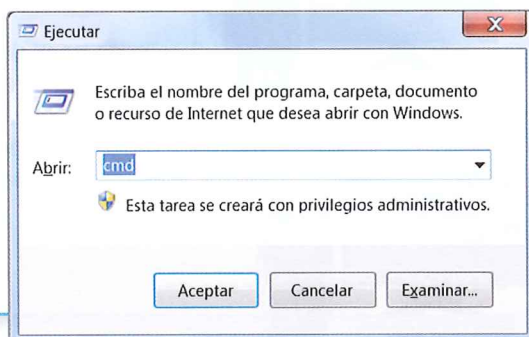 Ejecutar
X
Escriba el nombre del programa, carpeta, documento
o recurso de Internet que desea abrir con Windows.
Abrir:
cmd
Esta tarea se creará con privilegios administrativos.
Aceptar
Cancelar
Examinar...